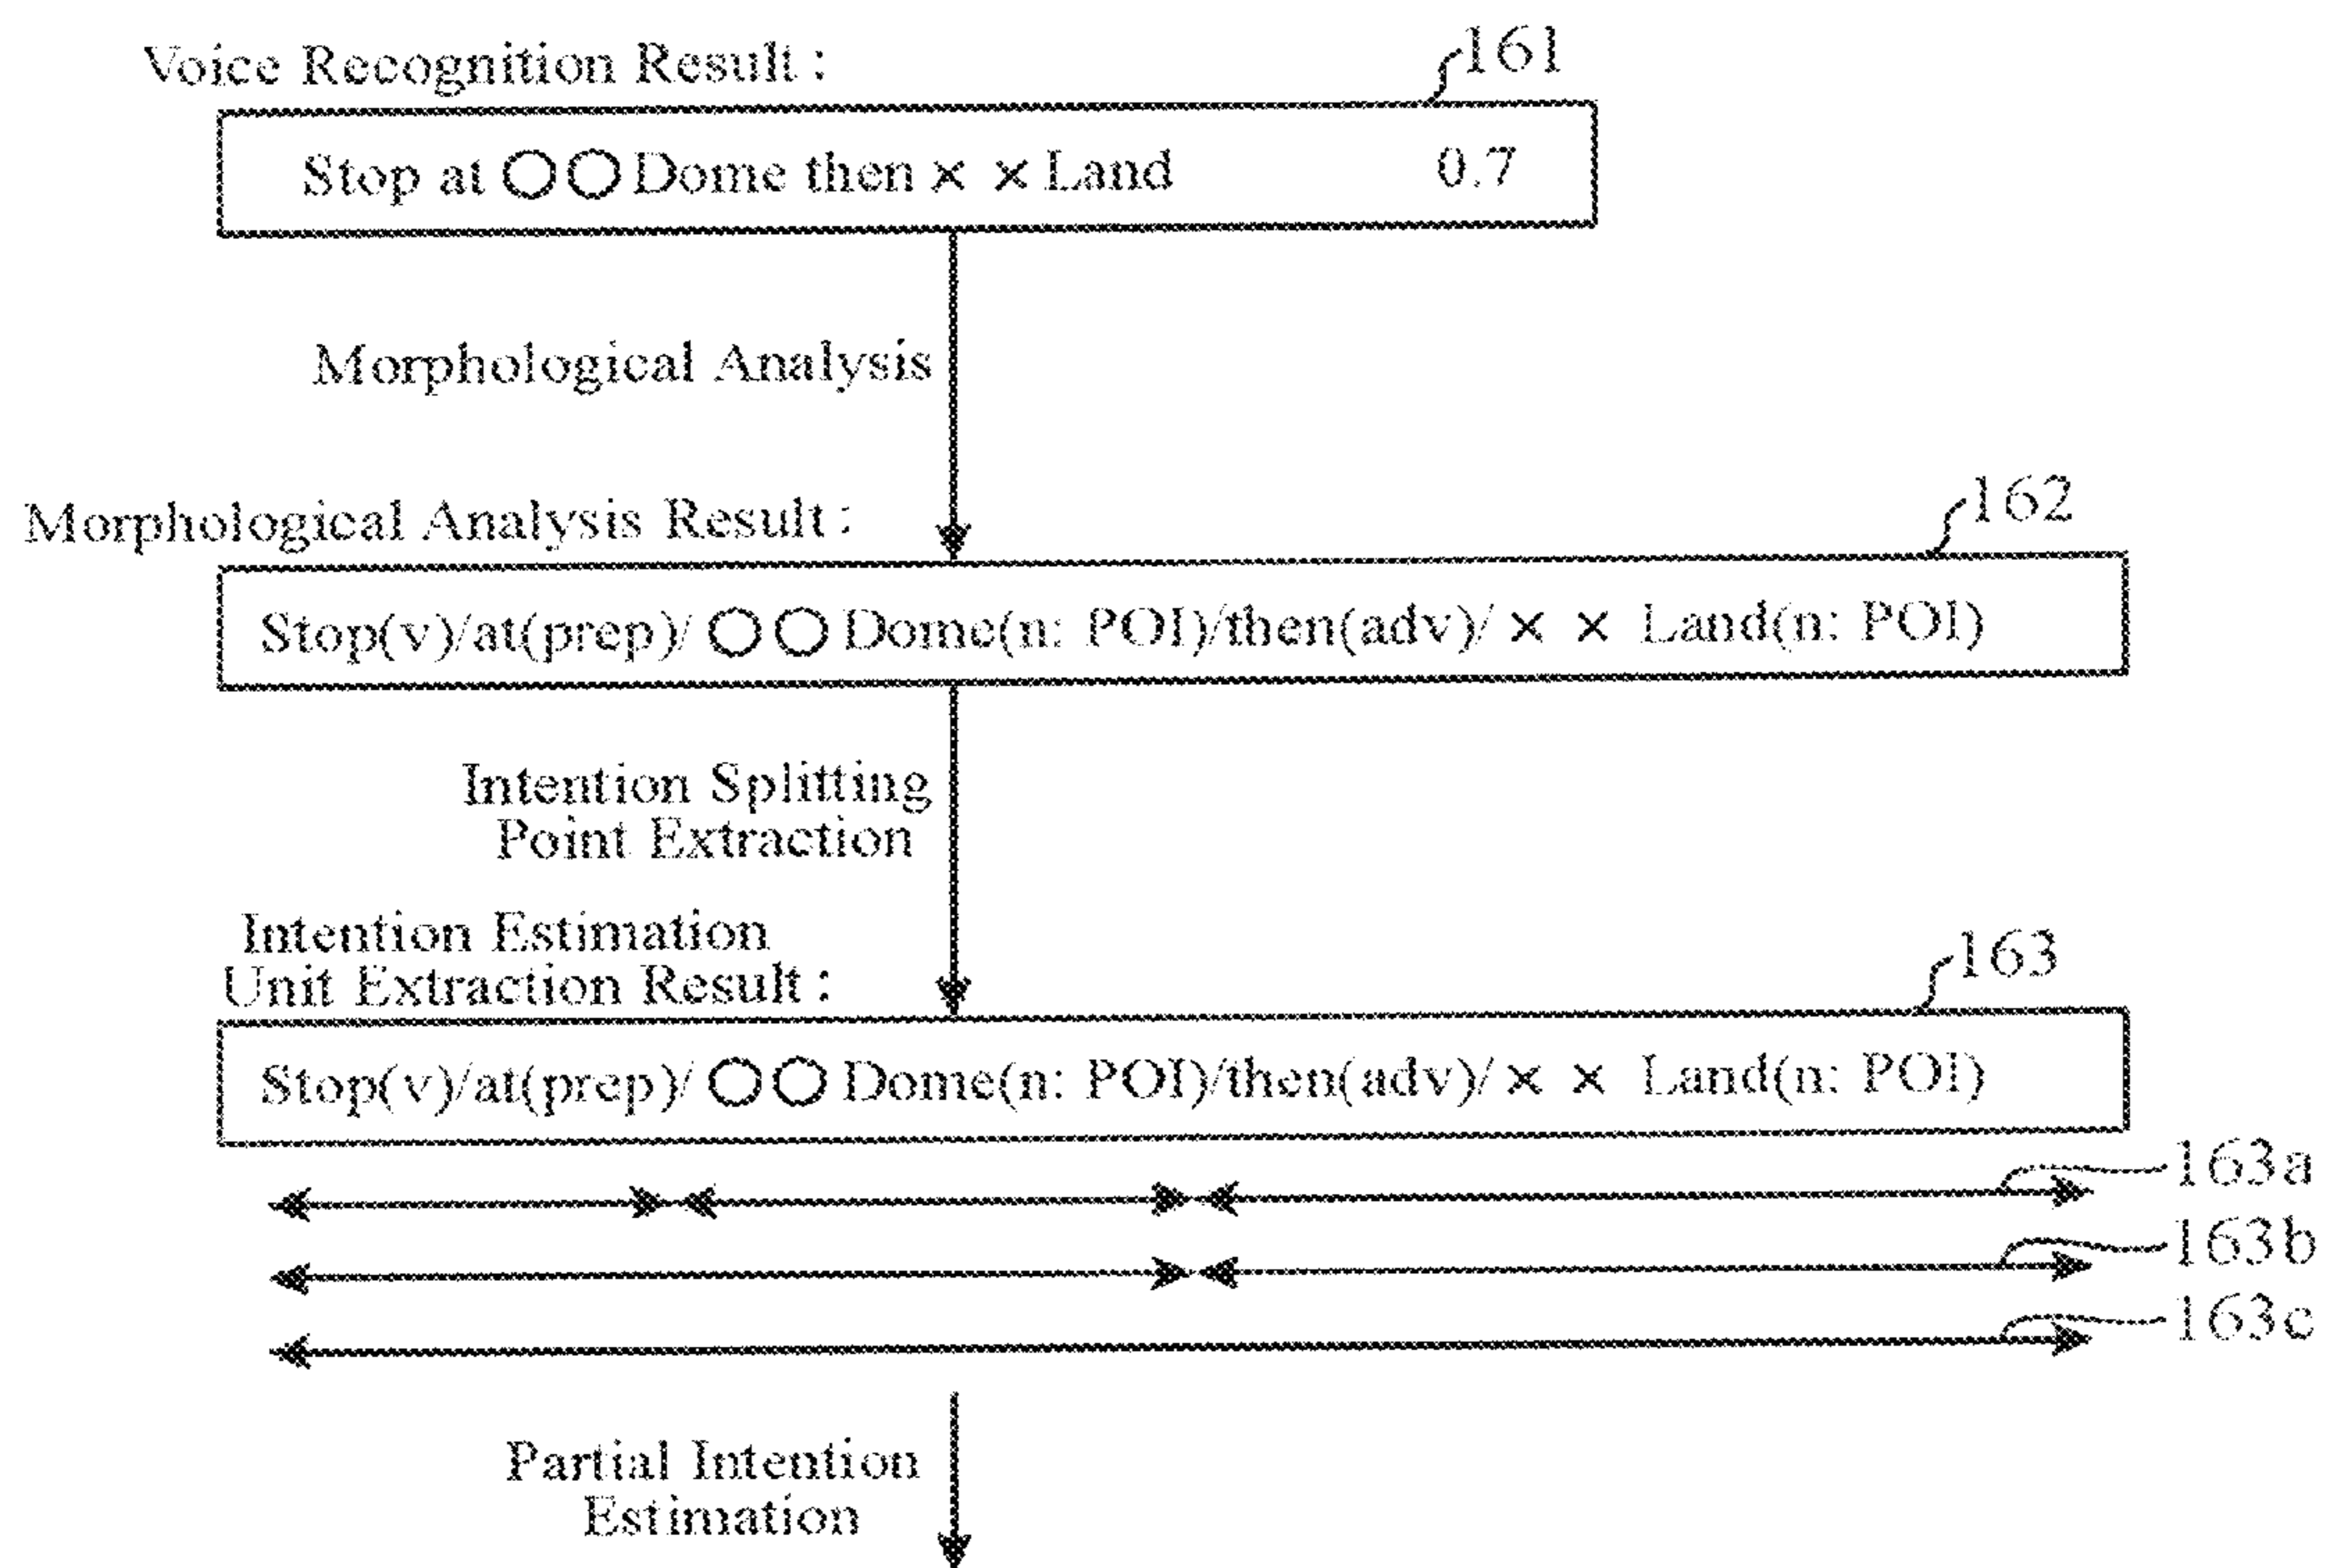 Voice Recognition Result :
161
Stop at ○○Dome then × × Land 0.7
Morphological Analysis
Morphological Analysis Result :
162
Stop(v)/at(prep)/ ○○ Dome(n: POI)/then(adv)/ × × Land(n: POI)
Intention Splitting
Point Extraction
Intention Estimation
Unit Extraction Result :
163
Stop(v)/at(prep)/ ○○ Dome(n: POI)/then(adv)/ × × Land(n: POI)
163a
163b
163c
Partial Intention
Estimation